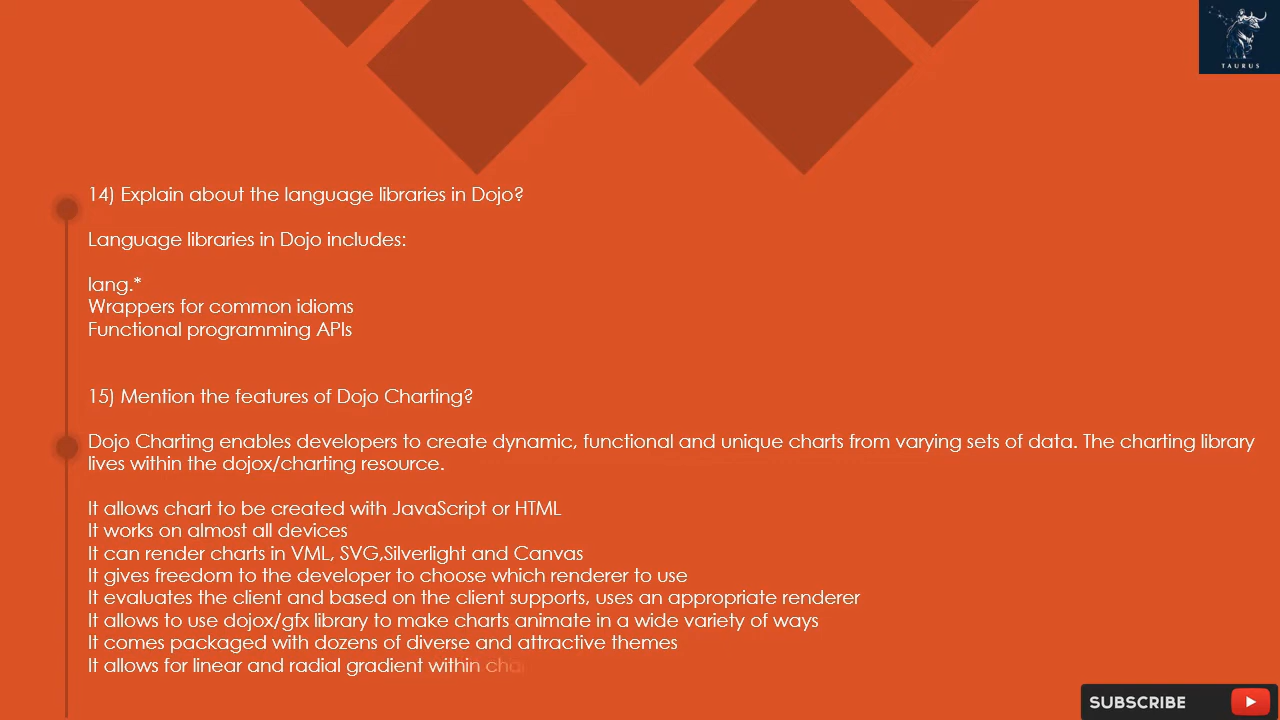 TAURUS
14) Explain about the language libraries in Dojo?
Language libraries in Dojo includes:
lang.*
Wrappers for common idioms
Functional programming APIs
15) Mention the features of Dojo Charting?
Dojo Charting enables developers to create dynamic, functional and unique charts from varying sets of data. The charting library
lives within the dojox/charting resource.
It allows chart to be created with JavaScript or HTML
It works on almost all devices
It can render charts in VML, SVG,Silverlight and Canvas
It gives freedom to the developer to choose which renderer to use
It evaluates the client and based on the client supports, uses an appropriate renderer
It allows to use dojox/gfx library to make charts animate in a wide variety of ways
It comes packaged with dozens of diverse and attractive themes
It allows for linear and radial gradient within
SUBSCRIBE